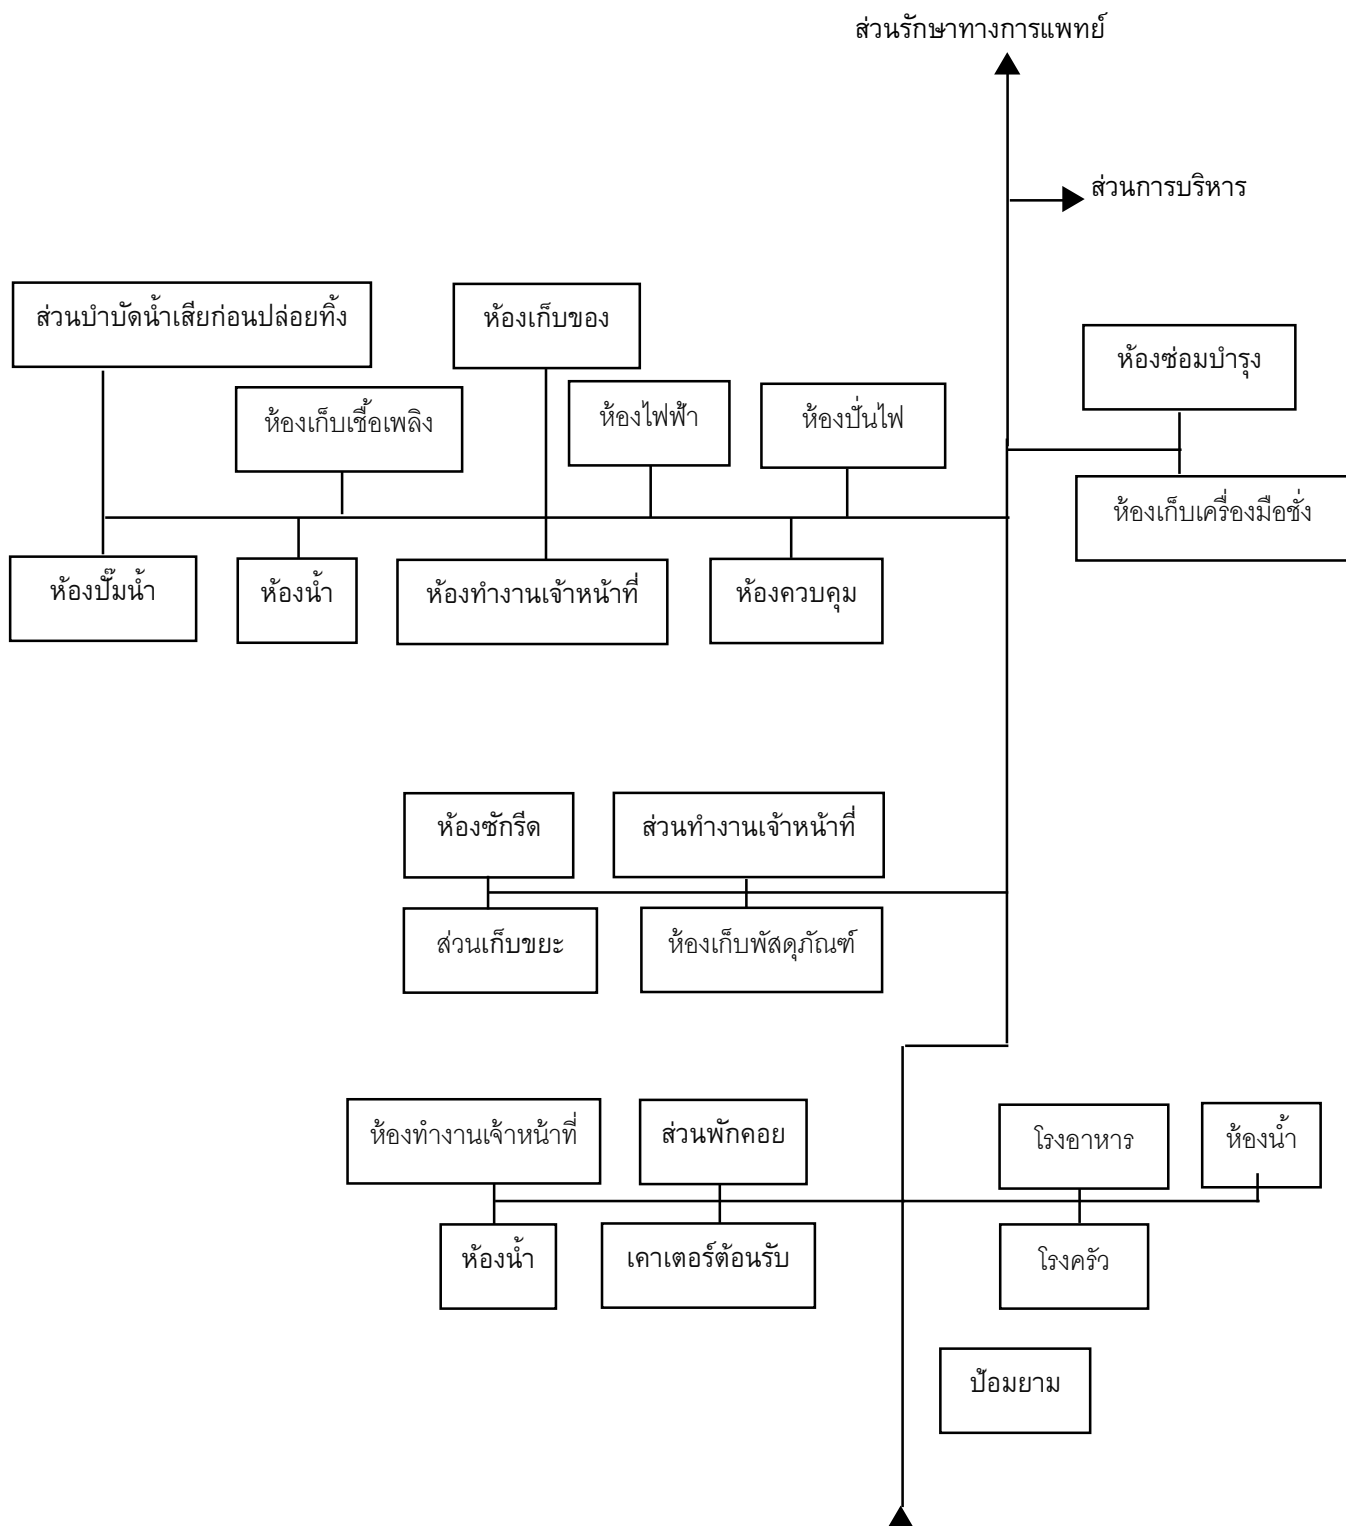 ส่วนรักษาทางการแพทย์
ส่วนการบริหาร
ส่วนบำบัดน้ำเสียก่อนปล่อยทิ้ง
ห้องเก็บของ
ห้องซ่อมบำรุง
ห้องเก็บเชื้อเพลิง
ห้องไฟฟ้า
ห้องปั่นไฟ
ห้องเก็บเครื่องมือชั่ง
ห้องปั๊มน้ำ
ห้องน้ำ
ห้องทำงานเจ้าหน้าที่
ห้องควบคุม
ห้องซักรีด
ส่วนทำงานเจ้าหน้าที่
ส่วนเก็บขยะ
ห้องเก็บพัสดุภัณฑ์
ห้องทำงานเจ้าหน้าที่
ส่วนพักคอย
โรงอาหาร
ห้องน้ำ
ห้องน้ำ
เคาเตอร์ต้อนรับ
โรงครัว
ป้อมยาม